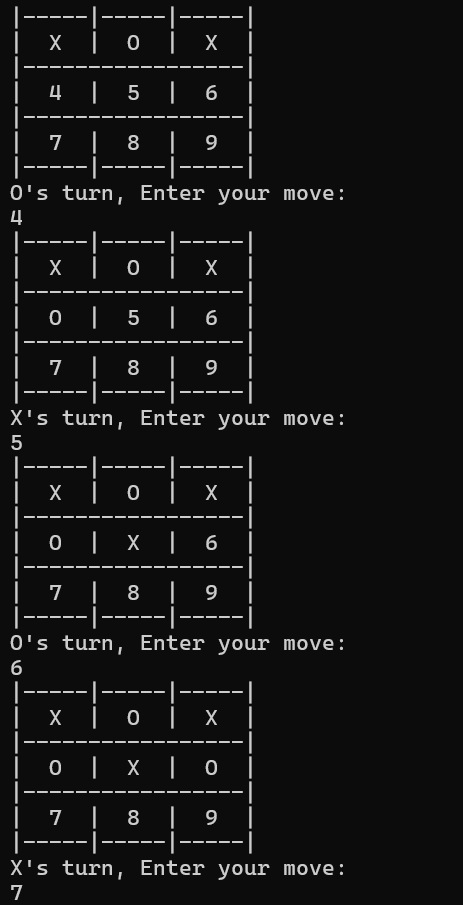 |-----|-----|-----|
|  X  |  O  |  X  |
|-----------------|
|  4  |  5  |  6  |
|-----------------|
|  7  |  8  |  9  |
|-----|-----|-----|
O's turn, Enter your move:
4
|-----|-----|-----|
|  X  |  O  |  X  |
|-----------------|
|  O  |  5  |  6  |
|-----------------|
|  7  |  8  |  9  |
|-----|-----|-----|
X's turn, Enter your move:
5
|-----|-----|-----|
|  X  |  O  |  X  |
|-----------------|
|  O  |  X  |  6  |
|-----------------|
|  7  |  8  |  9  |
|-----|-----|-----|
O's turn, Enter your move:
6
|-----|-----|-----|
|  X  |  O  |  X  |
|-----------------|
|  O  |  X  |  O  |
|-----------------|
|  7  |  8  |  9  |
|-----|-----|-----|
X's turn, Enter your move:
7